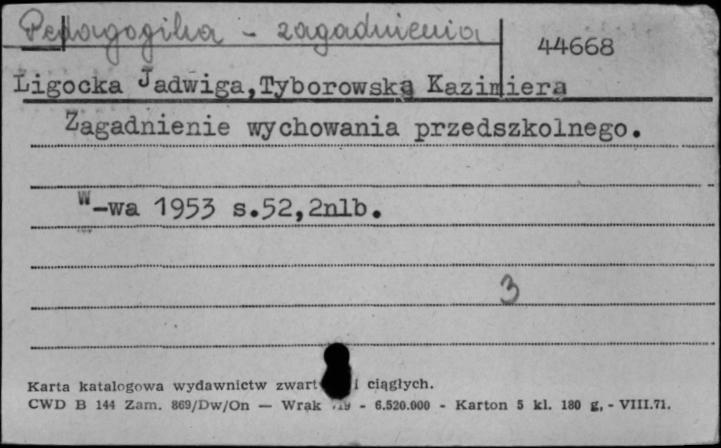 Pedagogika - zagadnienia
44668
Ligocka Jadwiga,Tyborowska Kazimiera
Zagadnienie wychowania przedszkolnego.
W-wa 1953 s.52,2nlb.
3
Karta katalogowa wydawnictw zwart i ciągłych.
CWD B 144 Zam. 869/Dw/On — Wrak - 6.520.000 - Karton 5 kl. 180 g, - VIII.71.